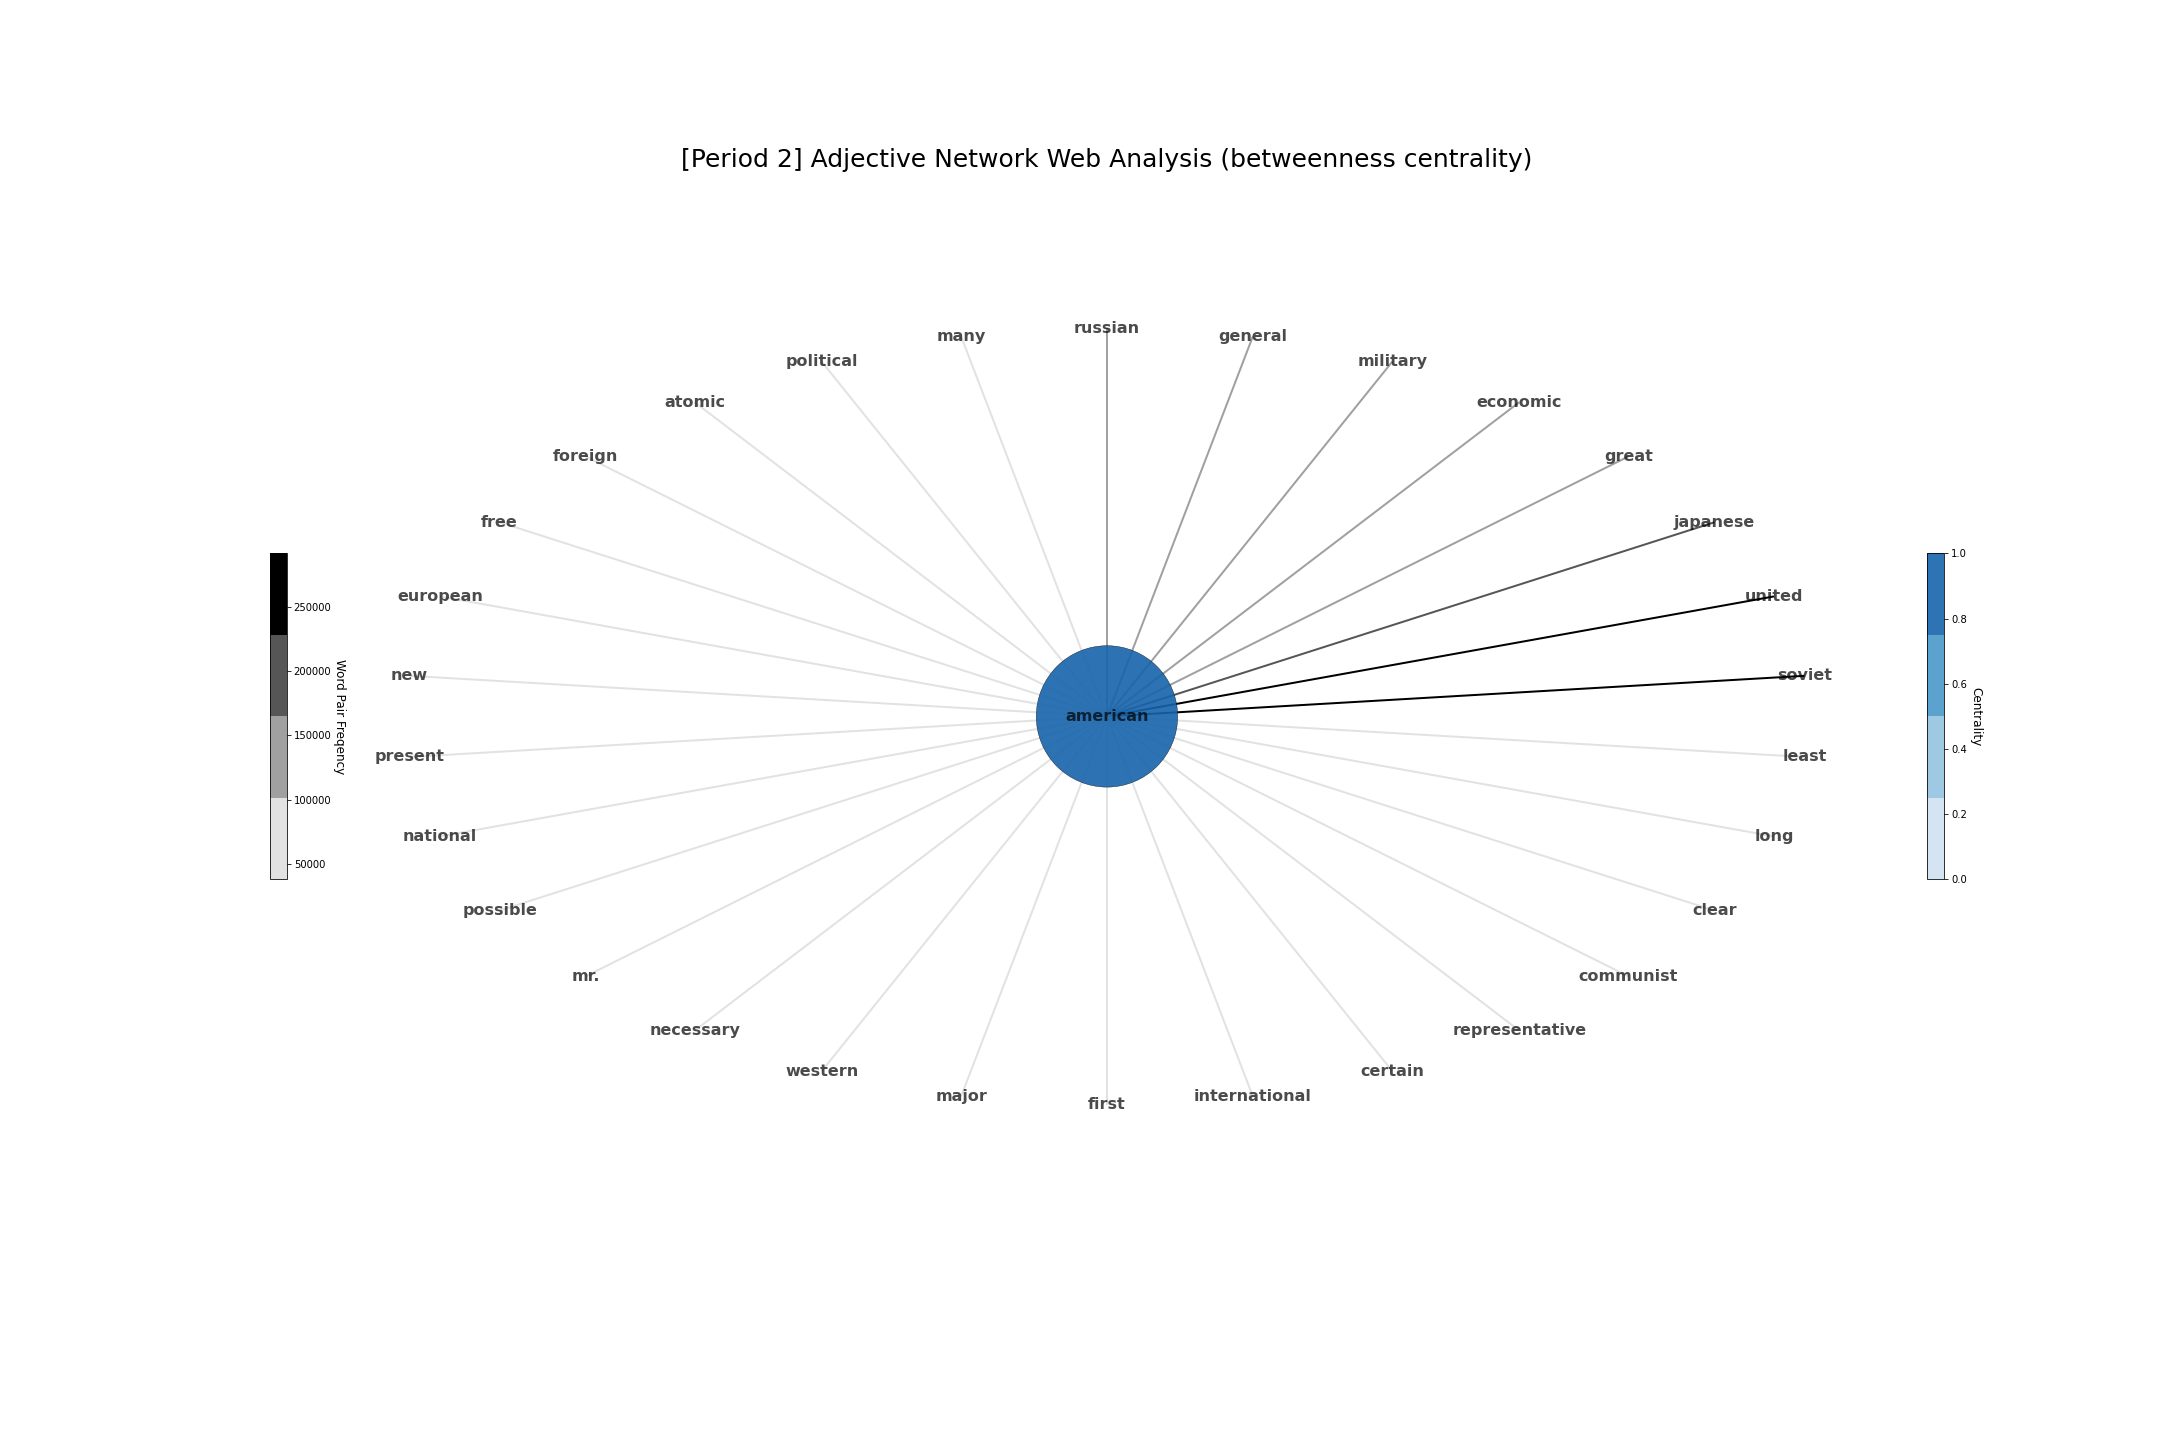 [Period 2] Adjective Network Web Analysis (betweenness centrality)
russian
many
general
political
military
atomic
economic
foreign
great
free
japanese
european
united
new
soviet
american
present
least
national
long
possible
clear
mr.
communist
necessary
representative
western
certain
major
international
first
250000
200000
150000
100000
50000
Word Pair Freqency
1.0
0.8
0.6
0.4
0.2
0.0
Centrality